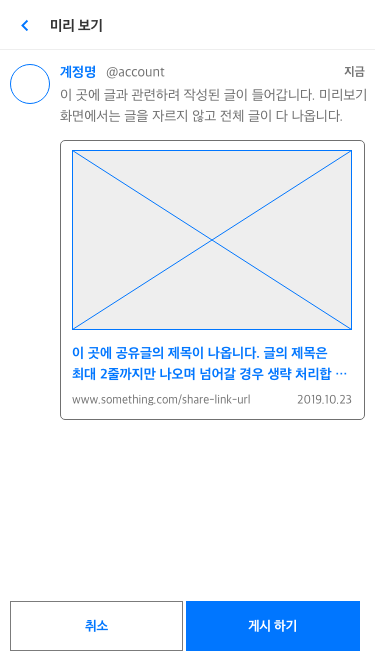 미리 보기
계정명 @account 지금
이 곳에 글과 관련하려 작성된 글이 들어갑니다. 미리보기
화면에서는 글을 자르지 않고 전체 글이 다 나옵니다.
이 곳에 공유글의 제목이 나옵니다. 글의 제목은
최대 2줄까지만 나오며 넘어갈 경우 생략 처리합 …
www.something.com/share-link-url 2019.10.23
취소 게시 하기